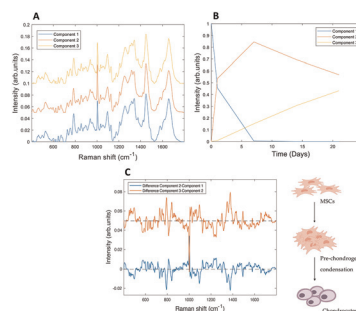 A
Component 1
Component 2
Component 3
Intensity (arb.units)
0.2
0.18
0.16
0.14
0.12
0.1
0.08
0.06
0.04
0.02
0
600
800
1000
1200
1400
1600
Raman shift (cm⁻¹)
B
Component
Component
Component
Intensity (arb.units)
0.9
0.8
0.7
0.6
0.5
0.4
0.3
0.2
0.1
0
0
5
10
15
20
Time (Days)
C
Difference Component 2-Component 1
Difference Component 3-Component 2
Intensity (arb.units)
0.08
0.06
0.04
0.02
0
600
800
1000
1200
1400
1600
Raman shift (cm⁻¹)
MSCs
Pre-chondrog
condensation